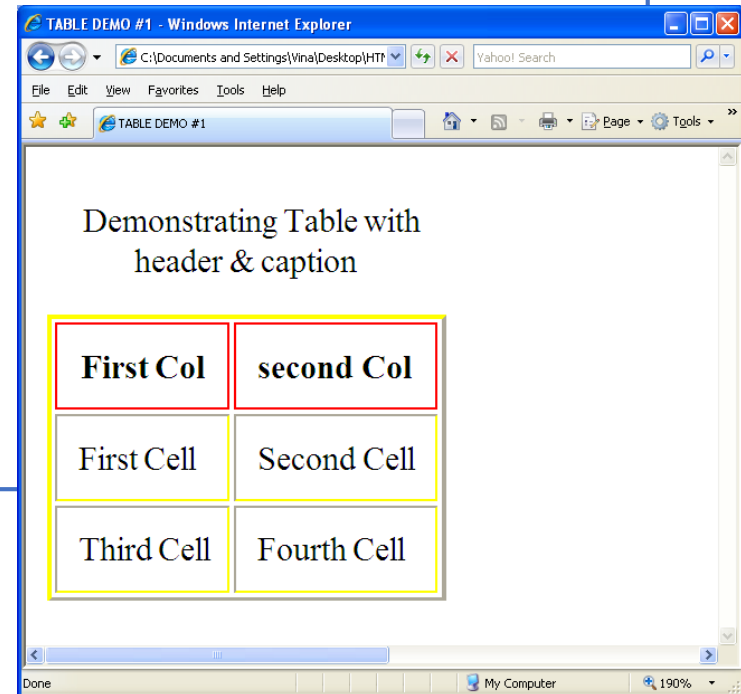 TABLE DEMO #1 - Windows Internet Explorer
C:\Documents and Settings\Vina\Desktop\HTM
Yahoo! Search
File Edit View Favorites Tools Help
TABLE DEMO #1
Page Tools »
Demonstrating Table with
header & caption
First Col second Col
First Cell Second Cell
Third Cell Fourth Cell
Done My Computer 190%